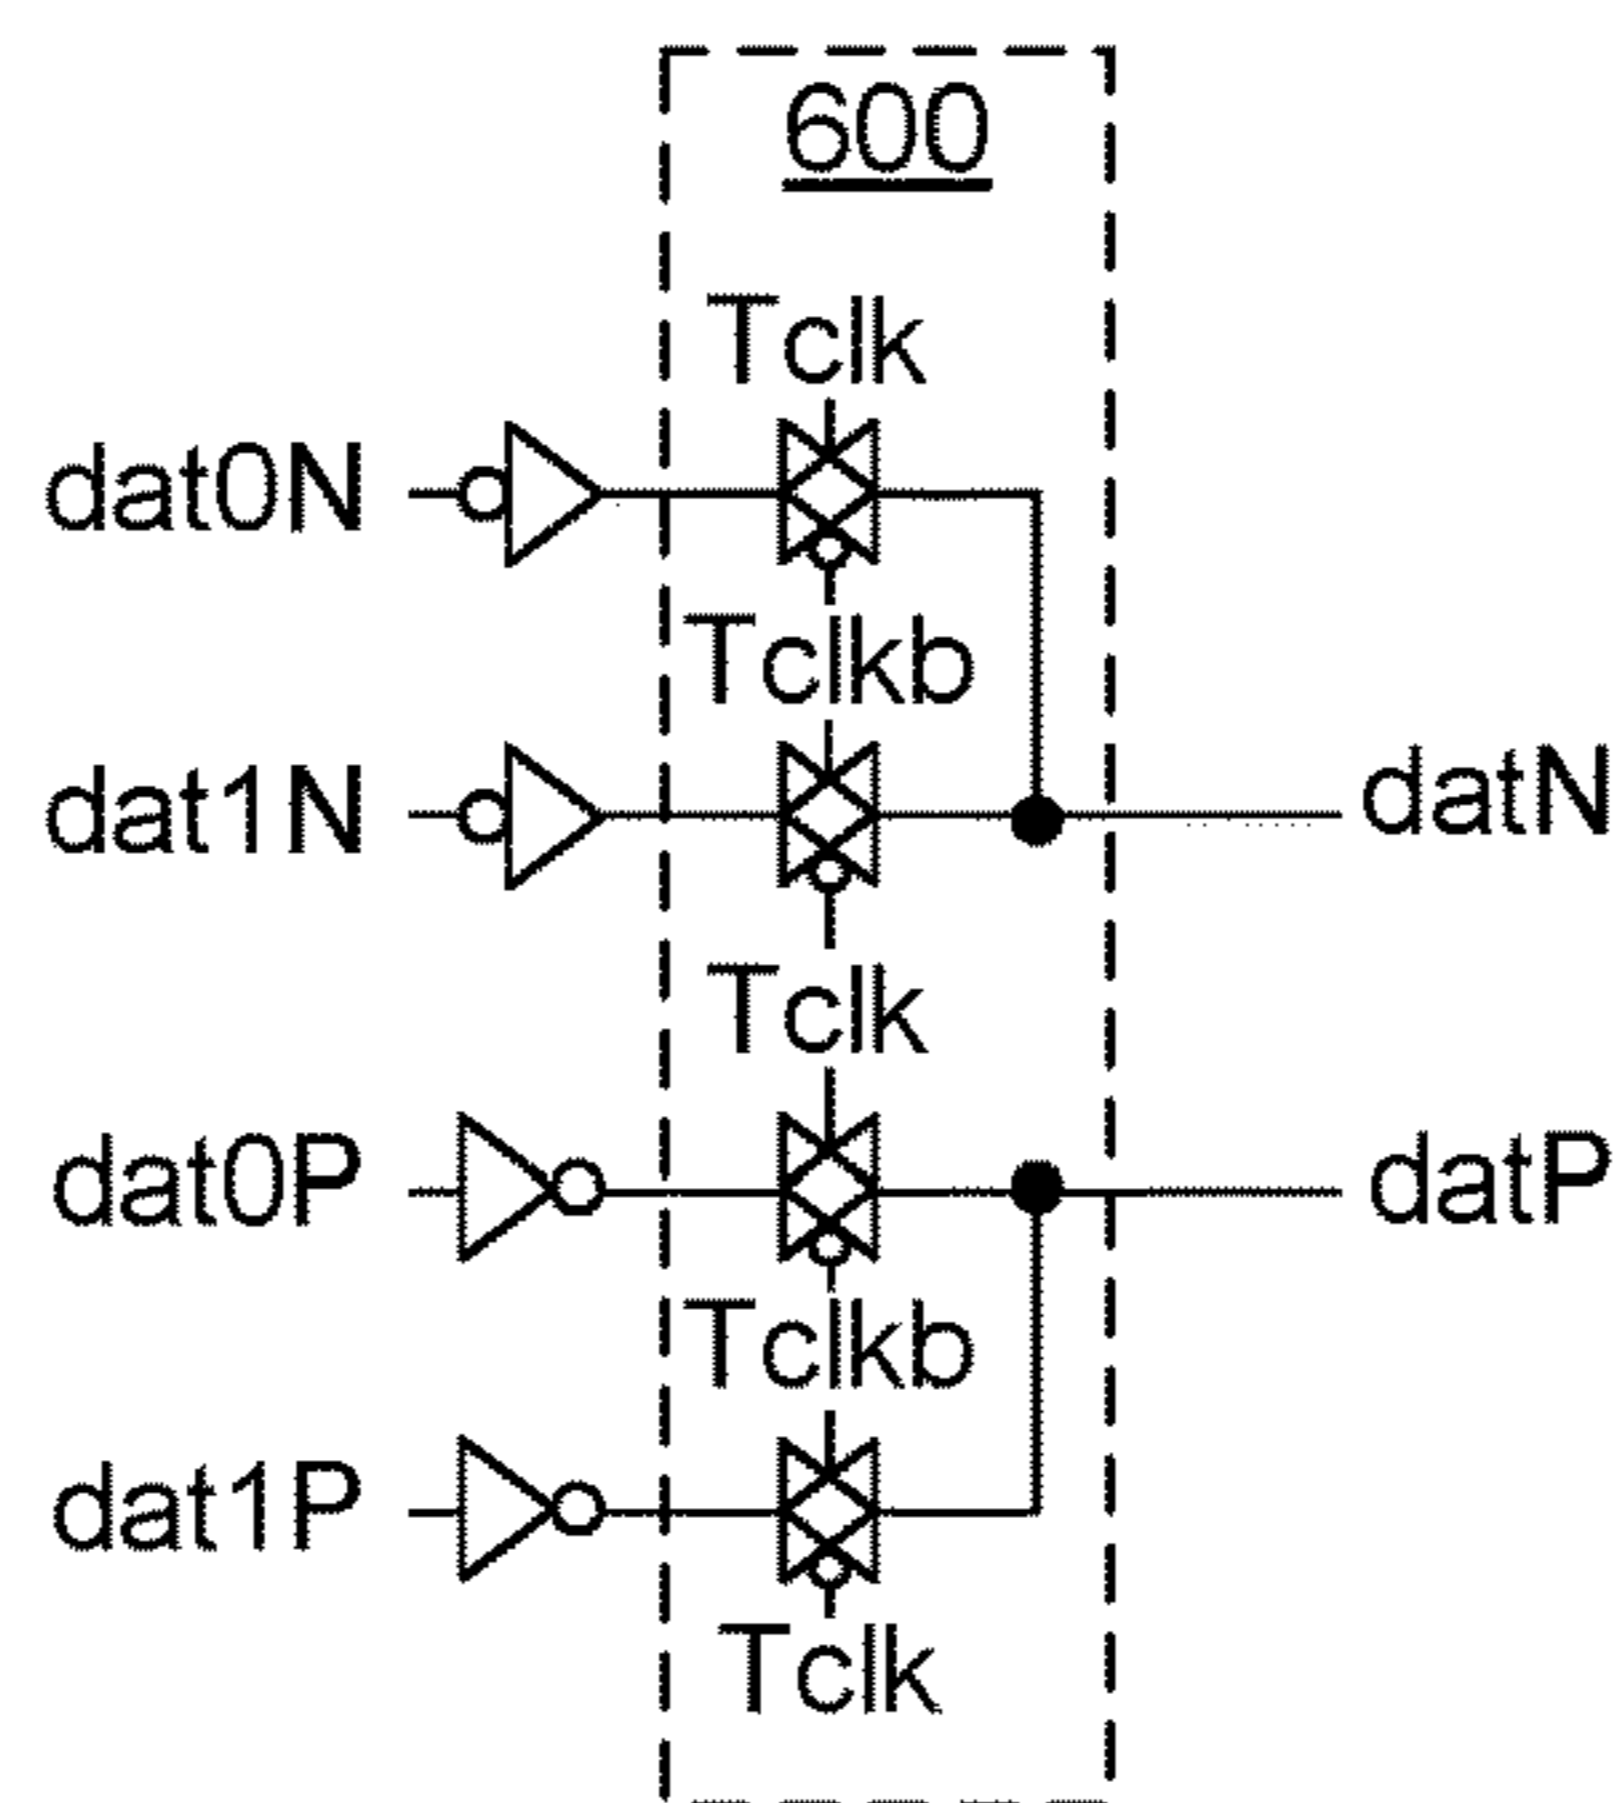 600
Tclk
dat0N
Tclkb
dat1N
datN
Tclk
dat0P
datP
Tclkb
dat1P
Tclk